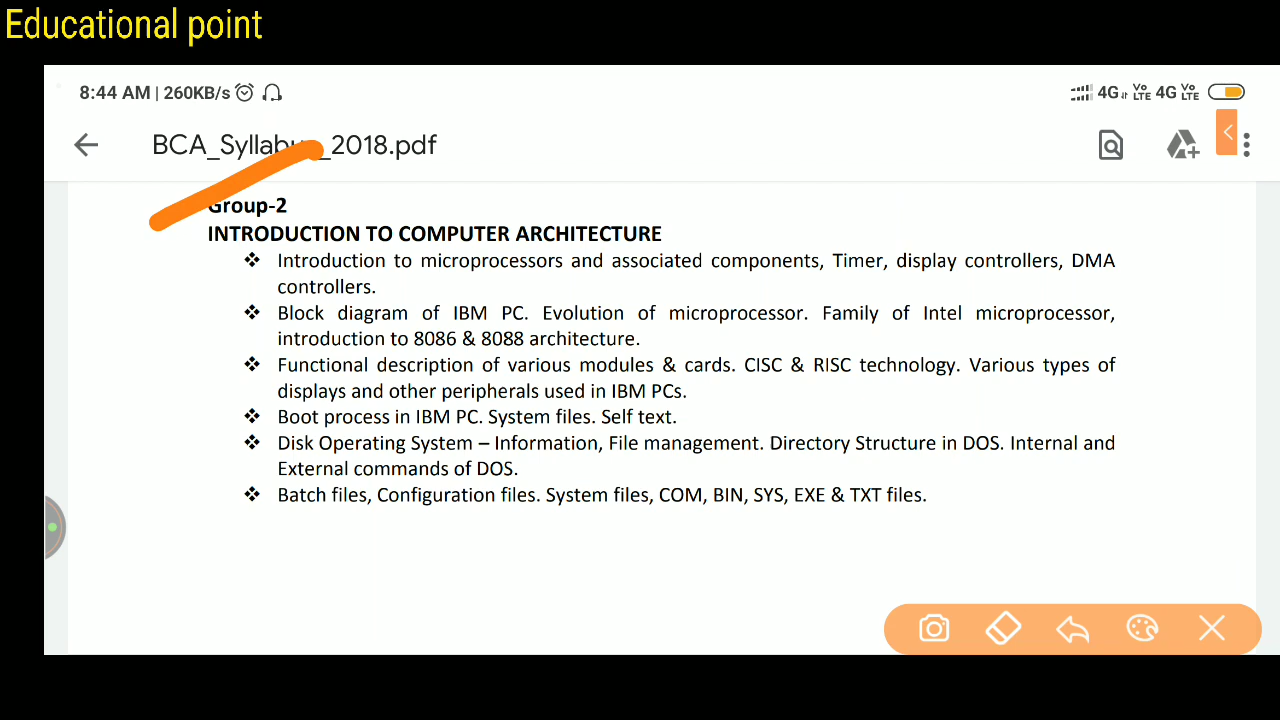 Educational point
8:44 AM | 260KB/s 4G Vo LTE 4G Vo LTE
BCA_Syllabus_2018.pdf
Group-2
INTRODUCTION TO COMPUTER ARCHITECTURE
❖ Introduction to microprocessors and associated components, Timer, display controllers, DMA
controllers.
❖ Block diagram of IBM PC. Evolution of microprocessor. Family of Intel microprocessor,
introduction to 8086 & 8088 architecture.
❖ Functional description of various modules & cards. CISC & RISC technology. Various types of
displays and other peripherals used in IBM PCs.
❖ Boot process in IBM PC. System files. Self text.
❖ Disk Operating System – Information, File management. Directory Structure in DOS. Internal and
External commands of DOS.
❖ Batch files, Configuration files. System files, COM, BIN, SYS, EXE & TXT files.